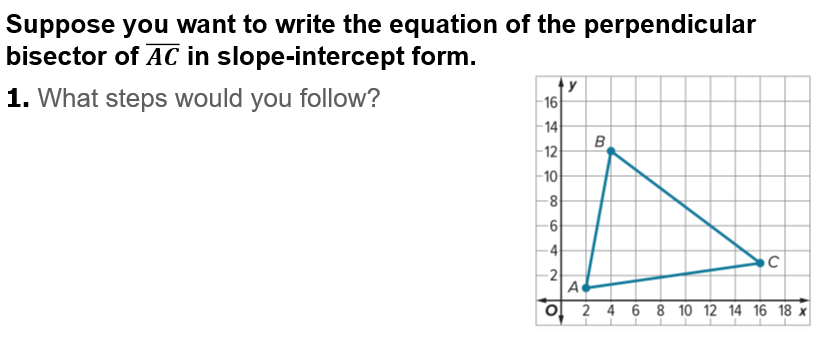 Suppose you want to write the equation of the perpendicular
bisector of AC in slope-intercept form.
1. What steps would you follow?
y
16
14
B
12
10
8
6
4
C
2
A
O 2 4 6 8 10 12 14 16 18 x